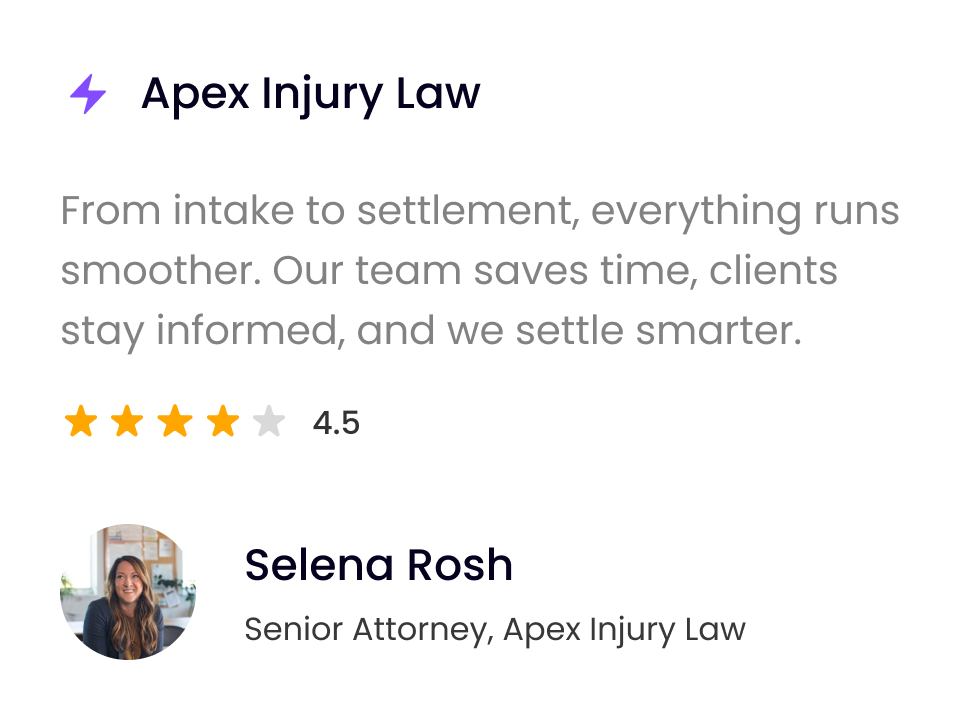 Apex Injury Law
From intake to settlement, everything runs
smoother. Our team saves time, clients
stay informed, and we settle smarter.
4.5
Selena Rosh
Senior Attorney, Apex Injury Law